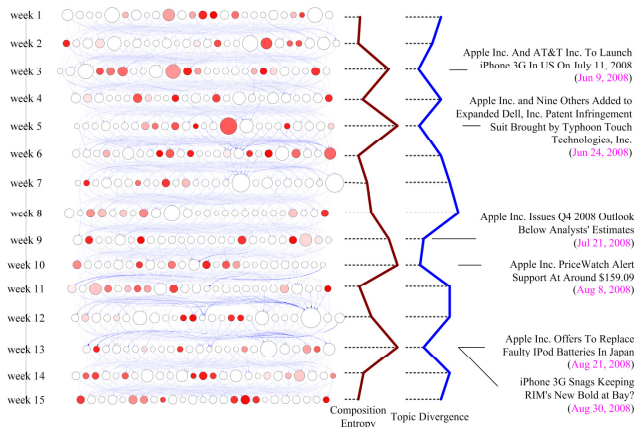 week 1
week 2
week 3
week 4
week 5
week 6
week 7
week 8
week 9
week 10
week 11
week 12
week 13
week 14
week 15
Composition
Entropy
Topic Divergence
Apple Inc. And AT&T Inc. To Launch
iPhone 3G In US On July 11, 2008
(Jun 9, 2008)
Apple Inc. and Nine Others Added to
Expanded Dell, Inc. Patent Infringement
Suit Brought by Typhoon Touch
Technologies, Inc.
(Jun 24, 2008)
Apple Inc. Issues Q4 2008 Outlook
Below Analysts' Estimates
(Jul 21, 2008)
Apple Inc. PriceWatch Alert
Support At Around $159.09
(Aug 8, 2008)
Apple Inc. Offers To Replace
Faulty IPod Batteries In Japan
(Aug 21, 2008)
iPhone 3G Snags Keeping
RIM's New Bold at Bay?
(Aug 30, 2008)